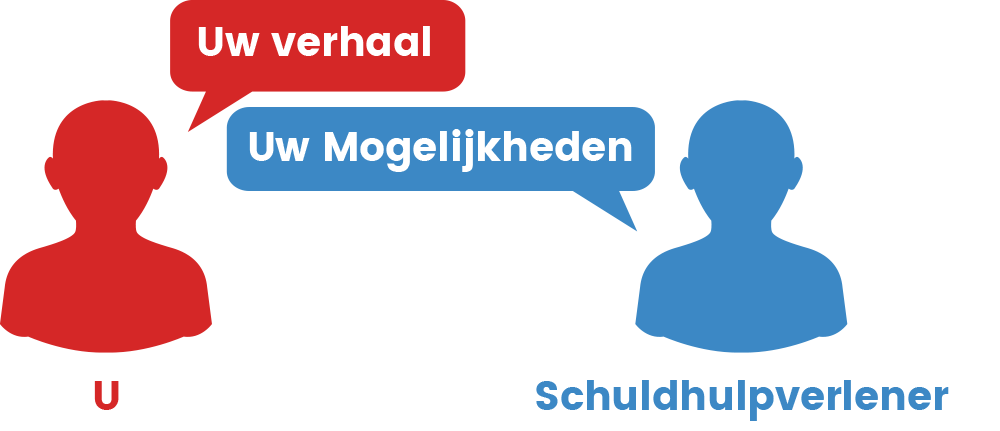 Uw verhaal
Uw Mogelijkheden
U
Schuldhulpverlener